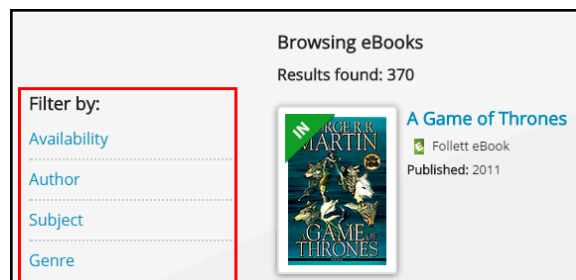 Browsing eBooks
Results found: 370
Filter by:
Availability
Author
Subject
Genre
IN
GEORGE R.R.
MARTIN
A GAME OF
THRONES
A Game of Thrones
Follett eBook
Published: 2011